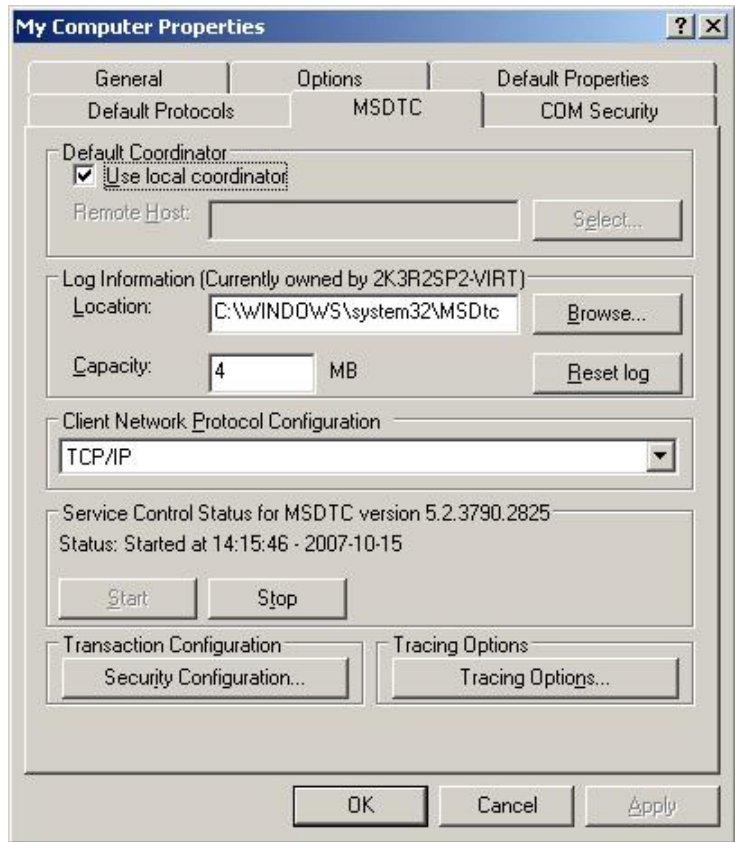 My Computer Properties
General Options Default Properties
Default Protocols MSDTC COM Security
Default Coordinator
Use local coordinator
Remote Host: Select...
Log Information (Currently owned by 2K3R2SP2-VIRT)
Location: C:\WINDOWS\system32\MSDtc Browse...
Capacity: 4 MB Reset log
Client Network Protocol Configuration
TCP/IP
Service Control Status for MSDTC version 5.2.3790.2825
Status: Started at 14:15:46 - 2007-10-15
Start Stop
Transaction Configuration Tracing Options
Security Configuration... Tracing Options...
OK Cancel Apply